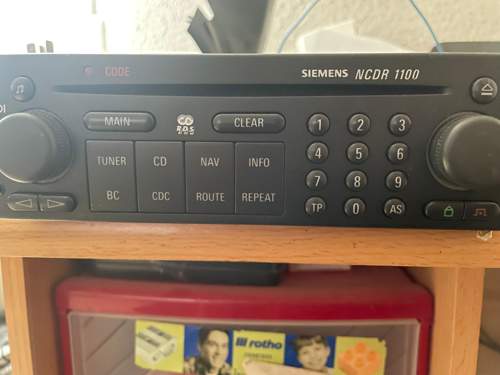 CODE
SIEMENS NCDR 1100
MAIN
R.D.S.
CLEAR
1 2 3
TUNER CD NAV INFO
4 5 6
BC CDC ROUTE REPEAT
7 8 9
TP 0 AS
rotho